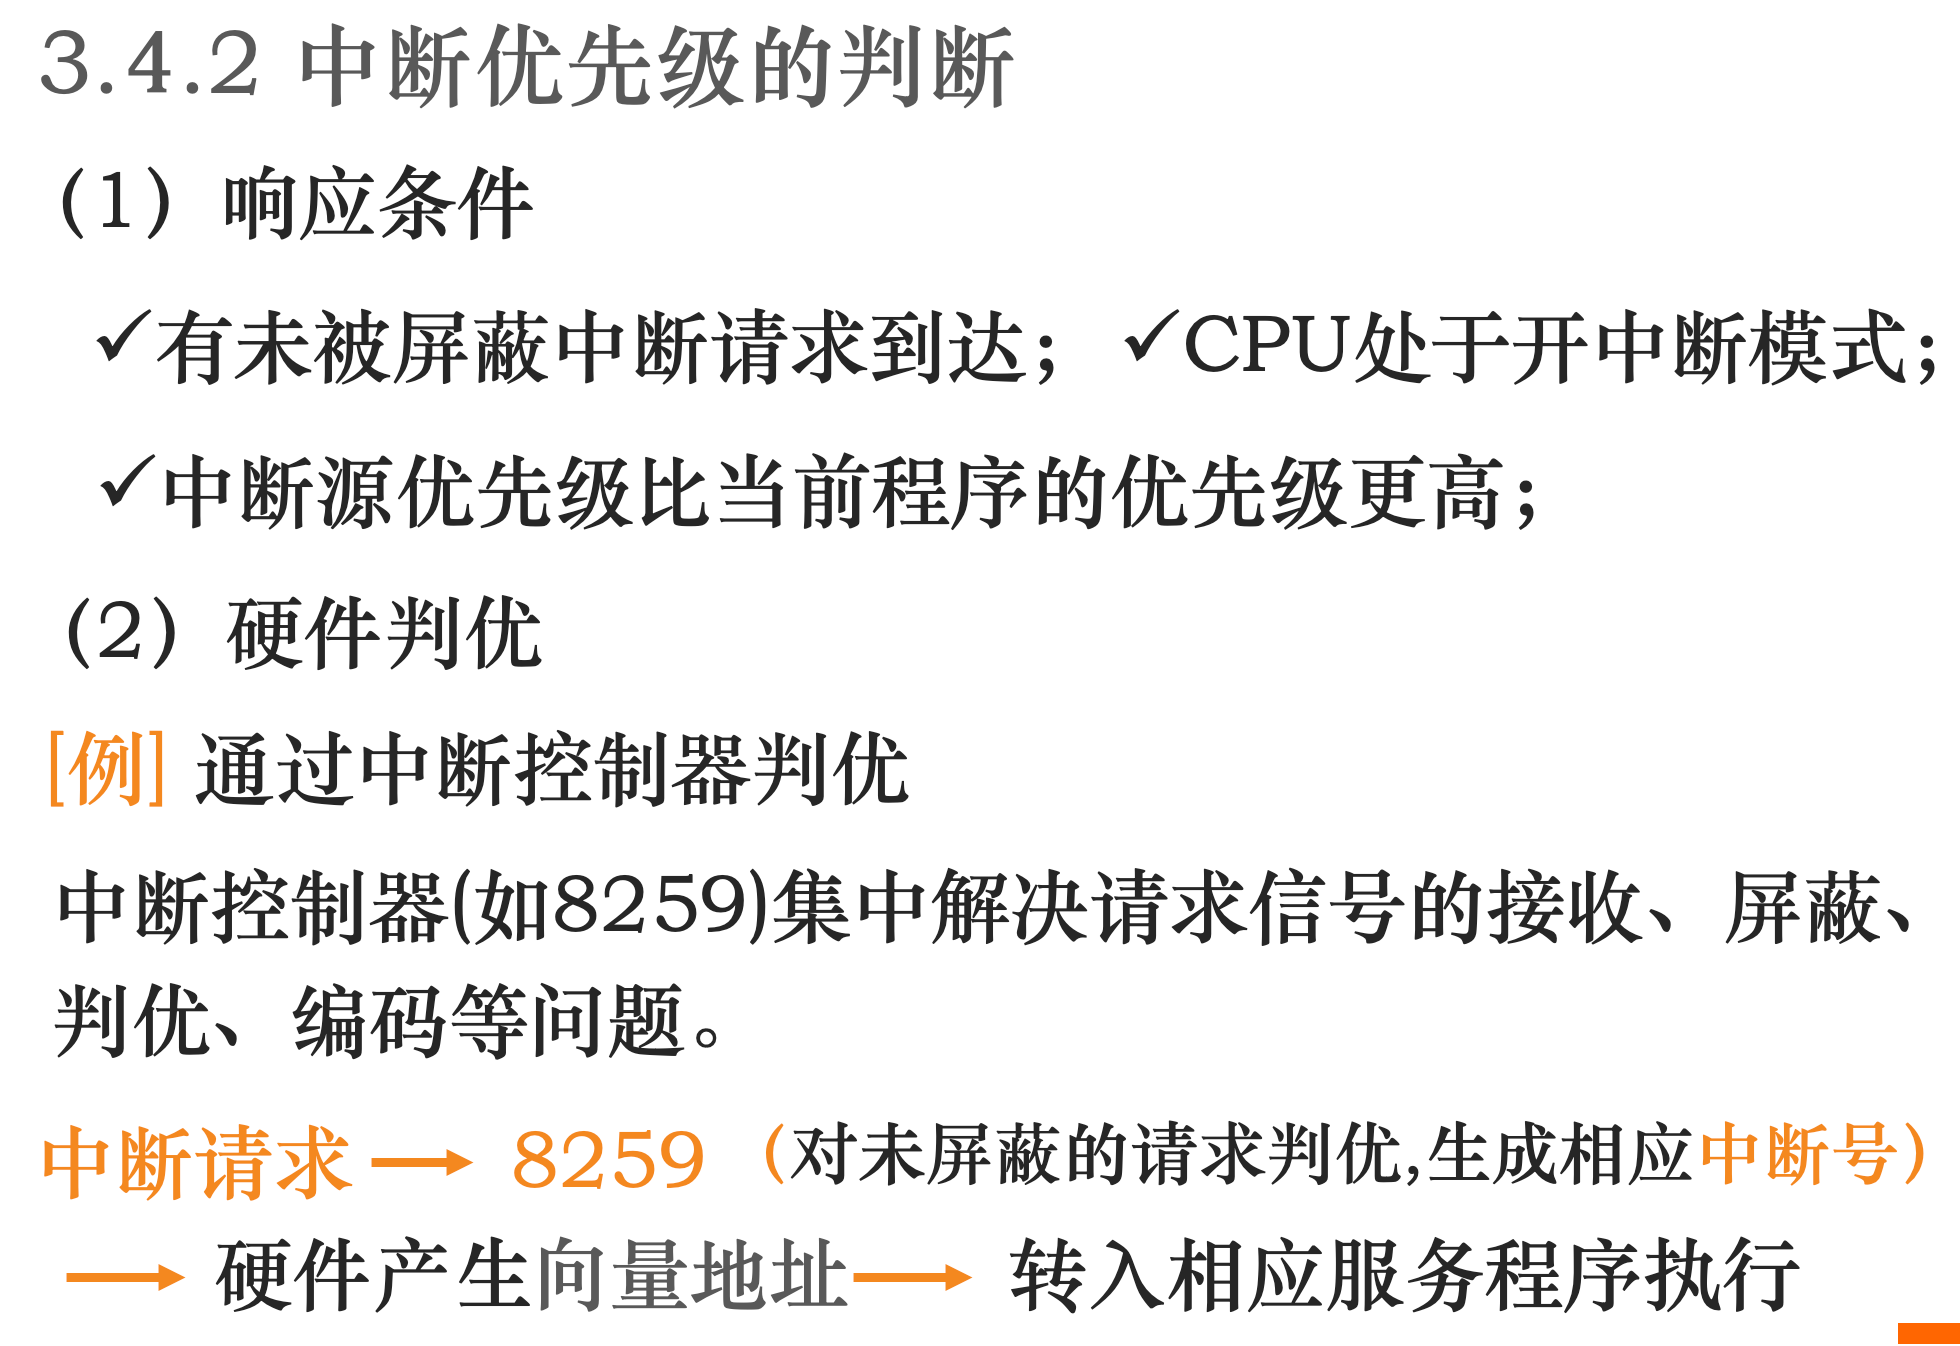 3.4.2 中断优先级的判断
（1）响应条件
✓有未被屏蔽中断请求到达； ✓CPU处于开中断模式；
✓中断源优先级比当前程序的优先级更高；
（2）硬件判优
[例] 通过中断控制器判优
中断控制器(如8259)集中解决请求信号的接收、屏蔽、
判优、编码等问题。
中断请求 → 8259 （对未屏蔽的请求判优,生成相应中断号）
→ 硬件产生向量地址 → 转入相应服务程序执行